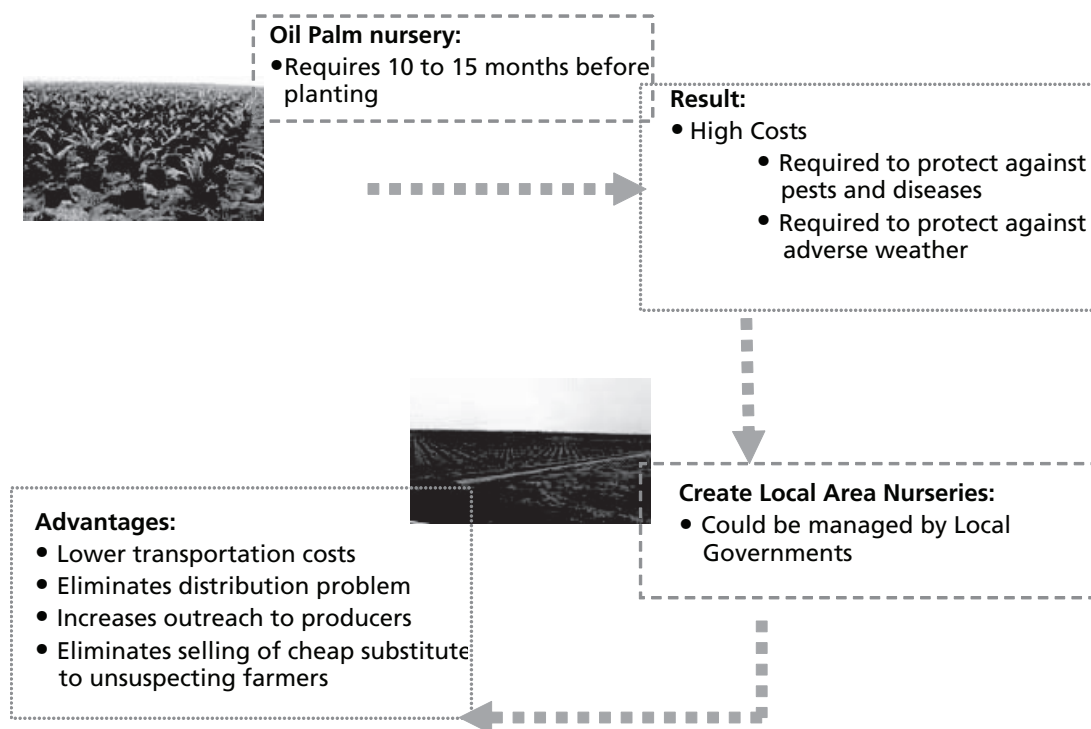 Oil Palm nursery:
•Requires 10 to 15 months before
planting
Result:
• High Costs
• Required to protect against
pests and diseases
• Required to protect against
adverse weather
Create Local Area Nurseries:
• Could be managed by Local
Governments
Advantages:
• Lower transportation costs
• Eliminates distribution problem
• Increases outreach to producers
• Eliminates selling of cheap substitute
to unsuspecting farmers